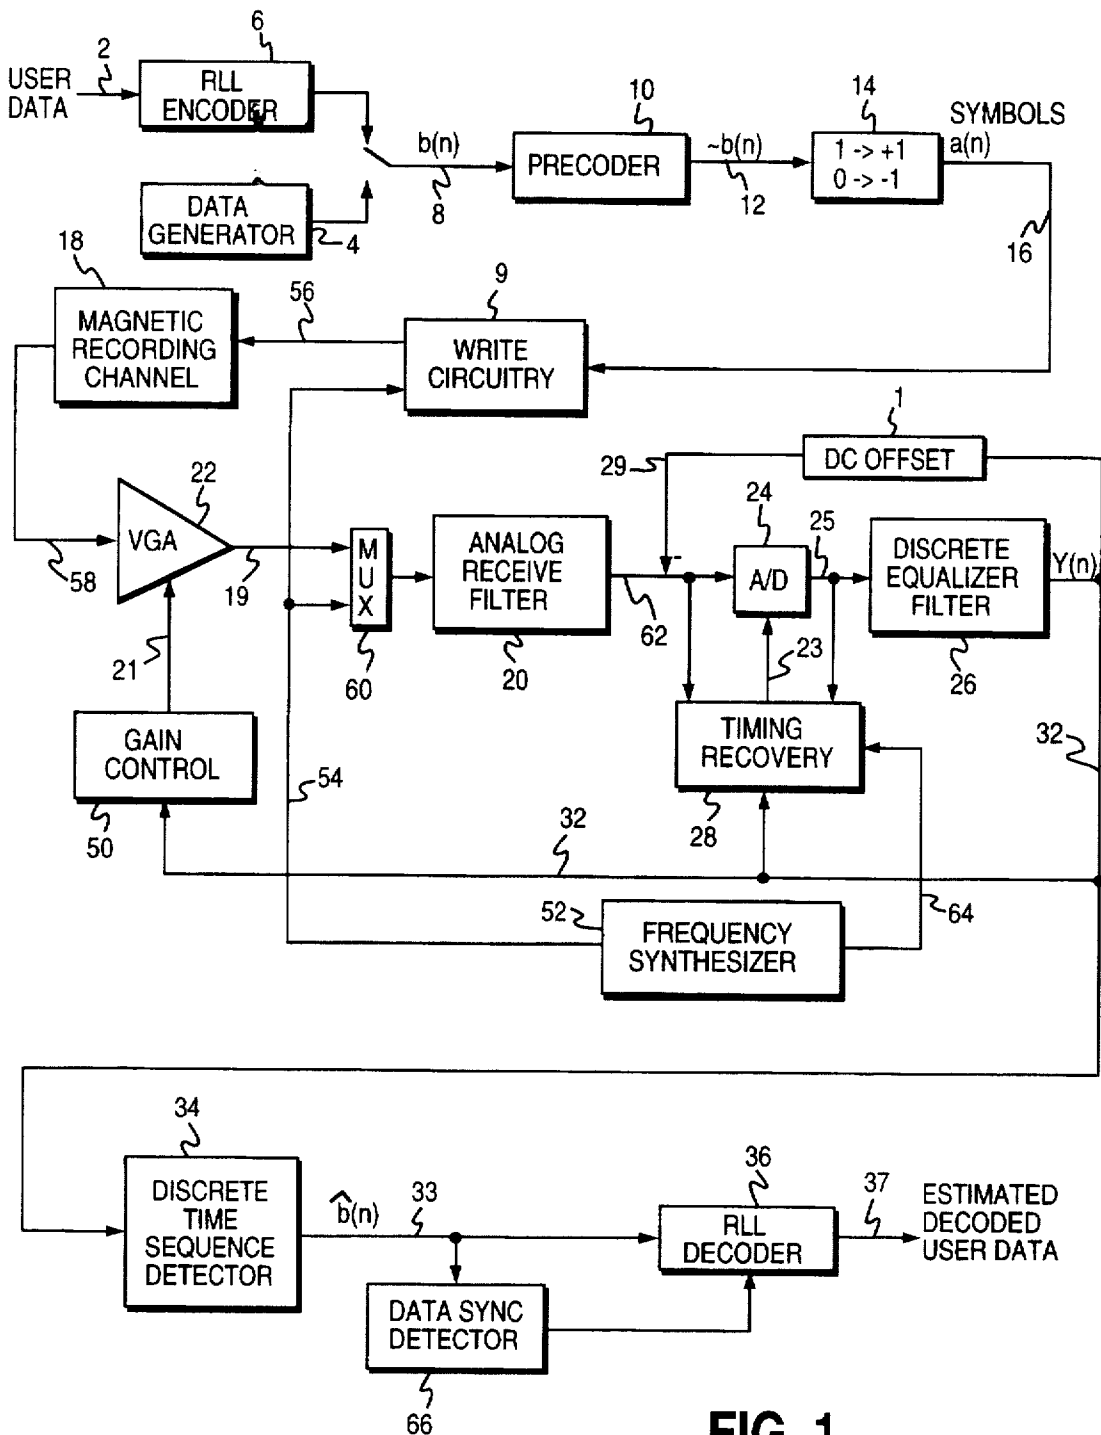 6
2
USER
DATA
RLL
ENCODER
10
14
SYMBOLS
b(n)
PRECODER
~b(n)
1 -> +1
0 -> -1
a(n)
8
12
DATA
GENERATOR
4
16
18
56
9
MAGNETIC
RECORDING
CHANNEL
WRITE
CIRCUITRY
1
29
DC OFFSET
22
24
25
VGA
MUX
ANALOG
RECEIVE
FILTER
-
A/D
DISCRETE
EQUALIZER
FILTER
Y(n)
58
19
62
21
60
20
23
26
GAIN
CONTROL
TIMING
RECOVERY
32
54
50
32
28
52
64
FREQUENCY
SYNTHESIZER
34
36
DISCRETE
TIME
SEQUENCE
DETECTOR
b̂(n)
33
RLL
DECODER
37
ESTIMATED
DECODED
USER DATA
DATA SYNC
DETECTOR
66
FIG. 1